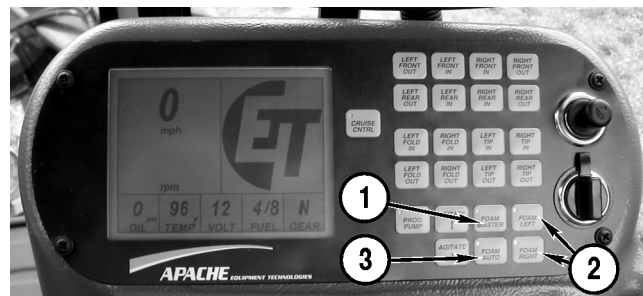 0
mph
ET
rpm
0 psi 96 °F 12 4/8 N
OIL TEMP VOLT FUEL GEAR
APACHE EQUIPMENT TECHNOLOGIES
CRUISE
CNTRL
LEFT
FRONT
OUT
LEFT
FRONT
IN
RIGHT
FRONT
IN
RIGHT
FRONT
OUT
LEFT
REAR
OUT
LEFT
REAR
IN
RIGHT
REAR
IN
RIGHT
REAR
OUT
LEFT
FOLD
IN
RIGHT
FOLD
IN
LEFT
TIP
IN
RIGHT
TIP
IN
LEFT
FOLD
OUT
RIGHT
FOLD
OUT
LEFT
TIP
OUT
RIGHT
TIP
OUT
PROD.
PUMP
FOAM
MASTER
FOAM
LEFT
AGITATE
FOAM
AUTO
FOAM
RIGHT
1
2
3